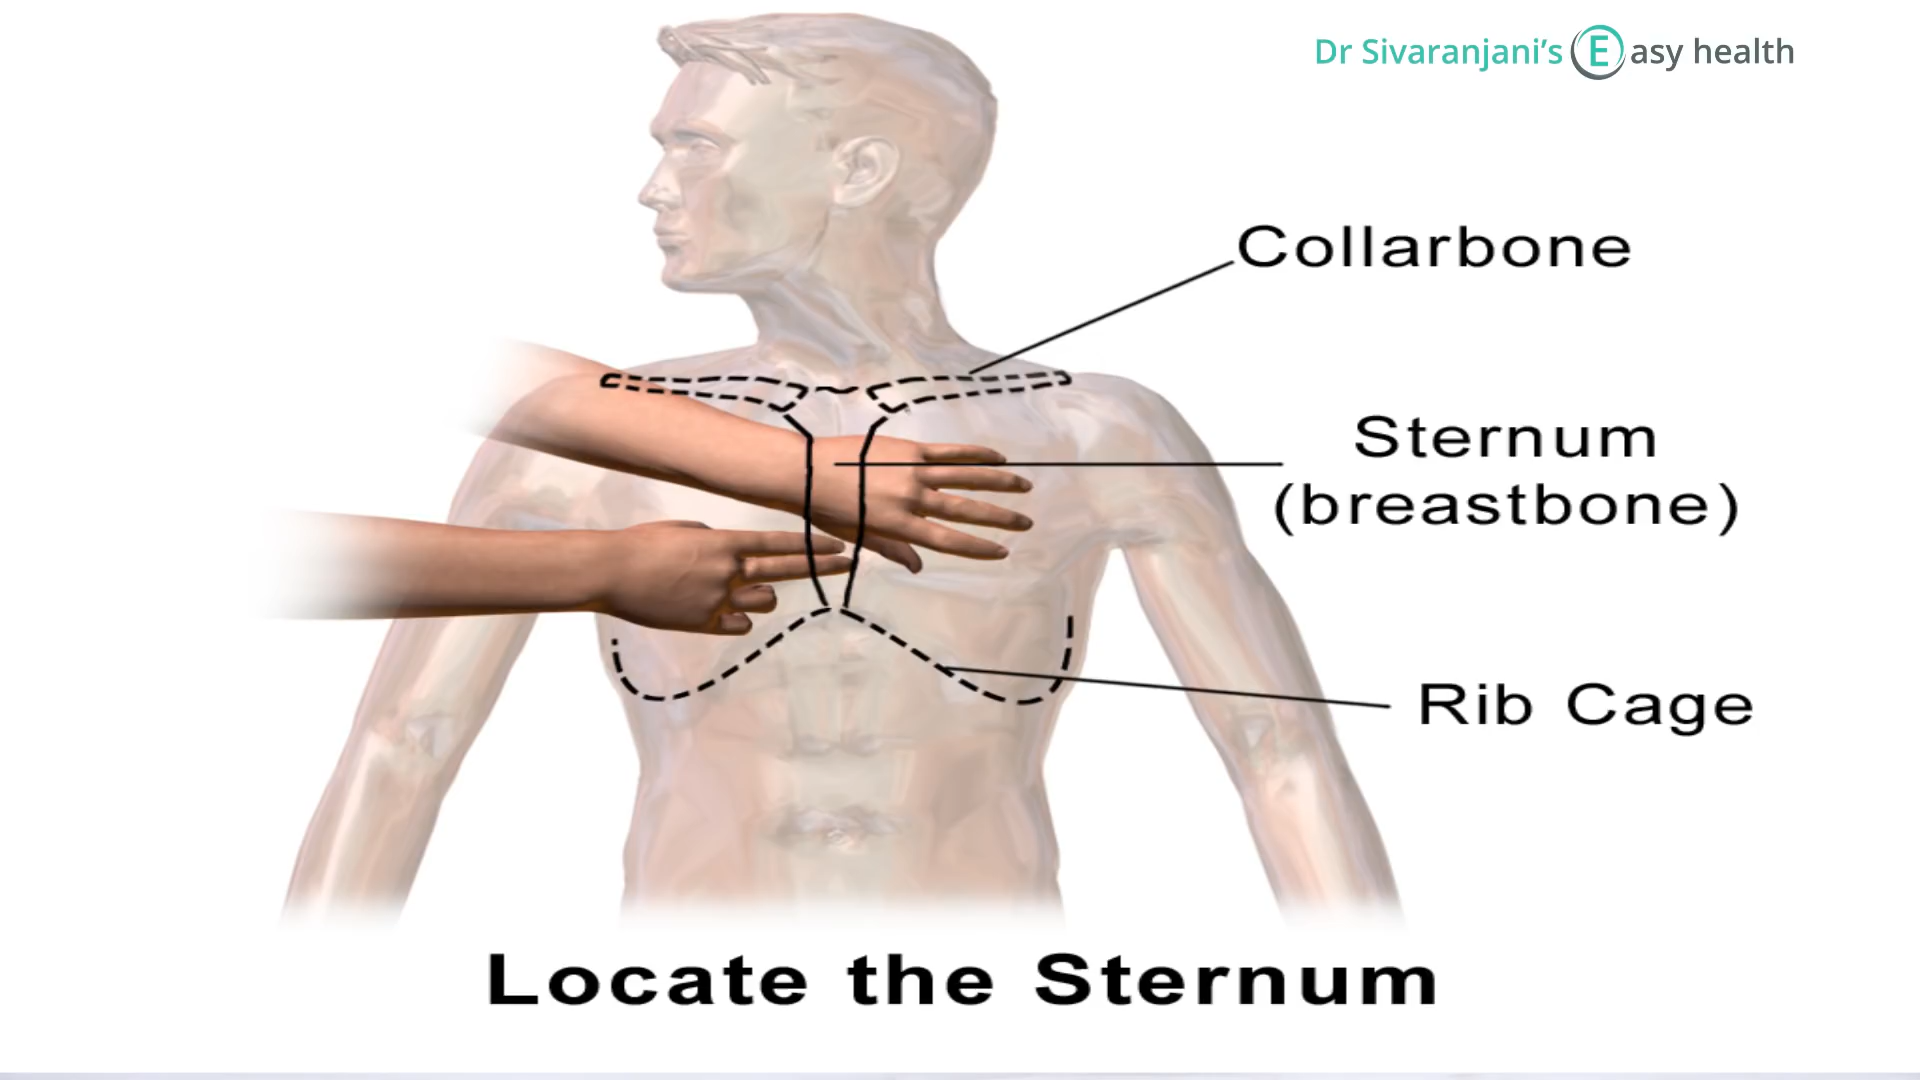 Dr Sivaranjani's Easy health
Collarbone
Sternum
(breastbone)
Rib Cage
Locate the Sternum